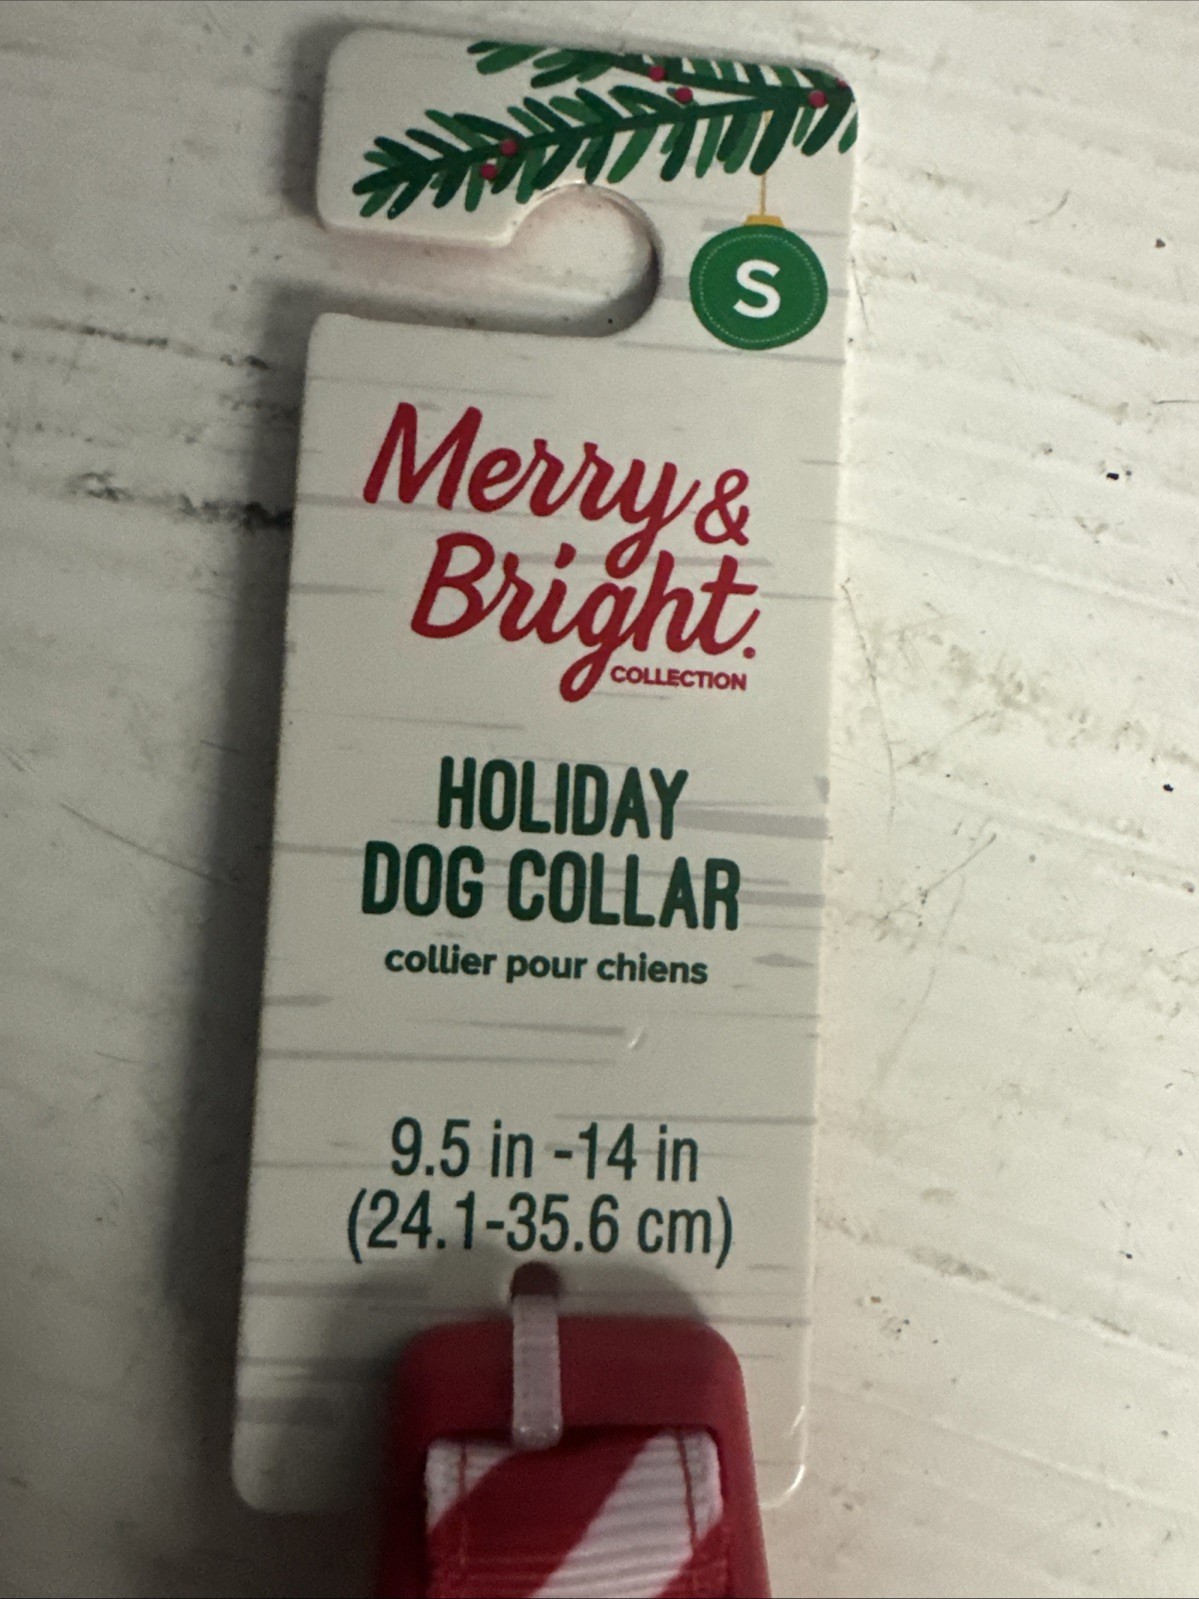 S
Merry &
Bright.
COLLECTION
HOLIDAY
DOG COLLAR
collier pour chiens
9.5 in -14 in
(24.1-35.6 cm)